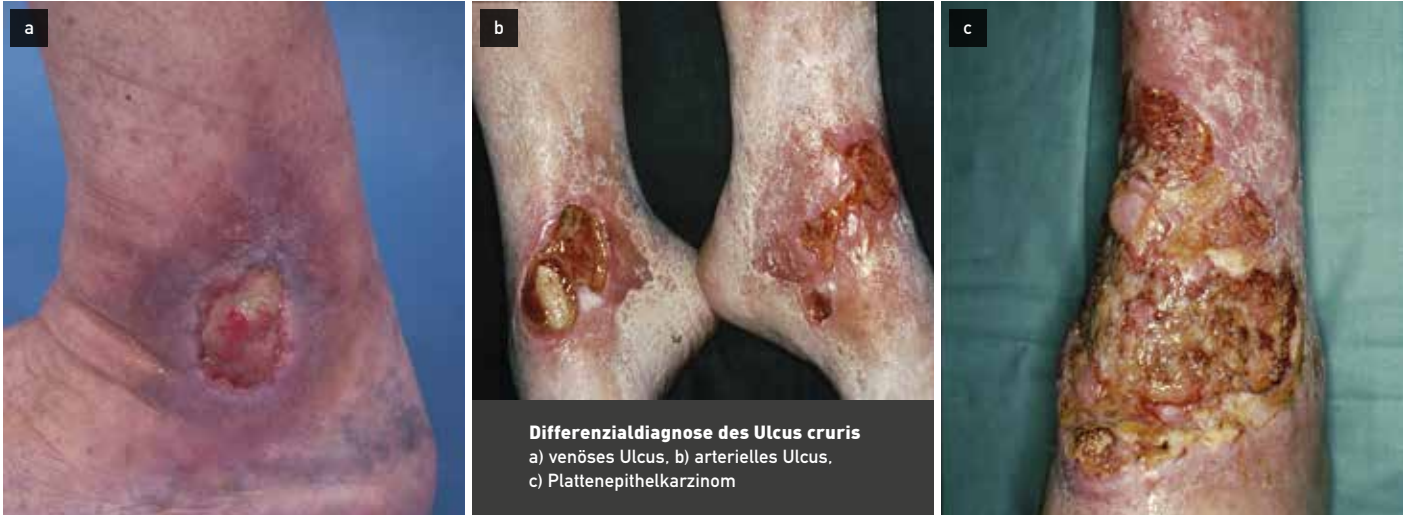 a
b
c
Differenzialdiagnose des Ulcus cruris
a) venöses Ulcus, b) arterielles Ulcus,
c) Plattenepithelkarzinom